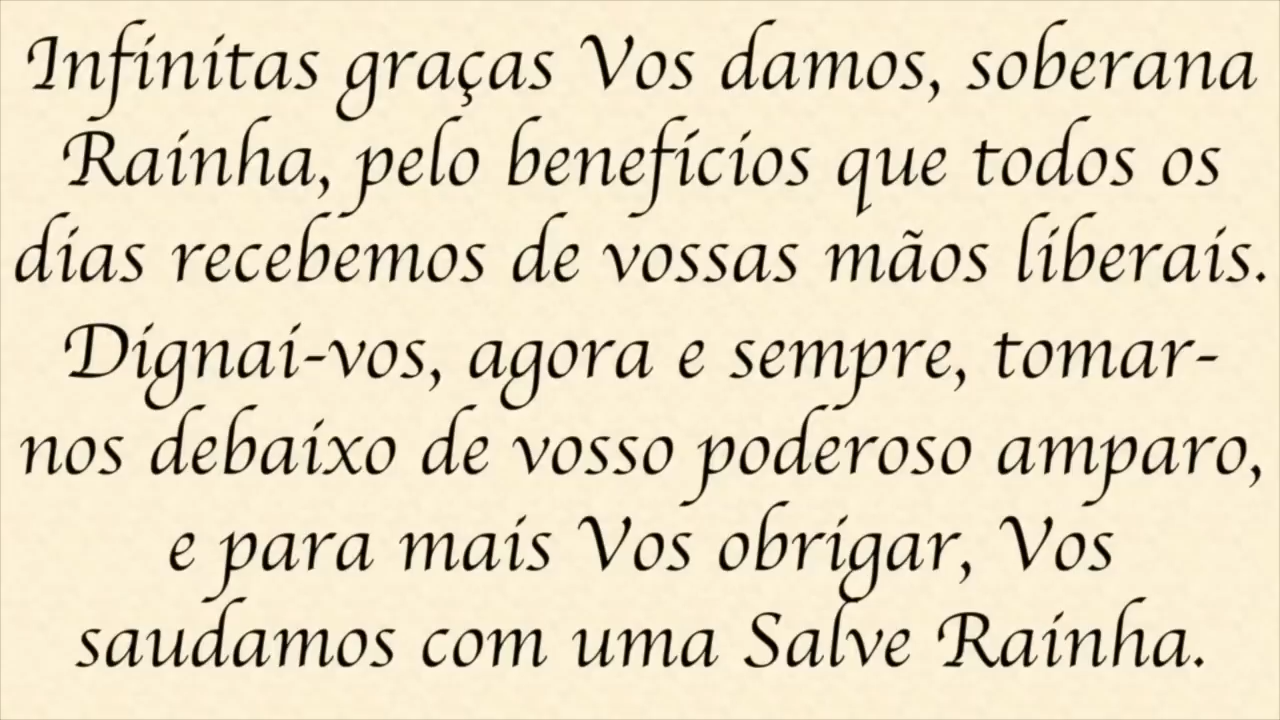 Infinitas graças Vos damos, soberana
Rainha, pelo benefícios que todos os
dias recebemos de vossas mãos liberais.
Dignai-vos, agora e sempre, tomar-
nos debaixo de vosso poderoso amparo,
e para mais Vos obrigar, Vos
saudamos com uma Salve Rainha.